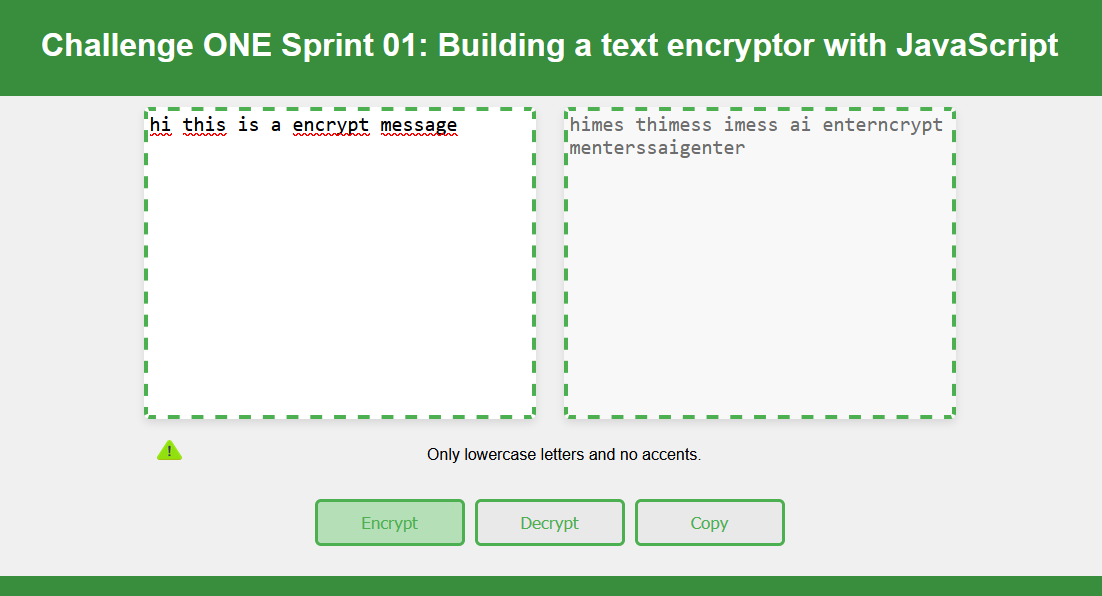 Challenge ONE Sprint 01: Building a text encryptor with JavaScript
hi this is a encrypt message
himes thimess imess ai enterncrypt
menterssaigenter
Only lowercase letters and no accents.
Encrypt
Decrypt
Copy